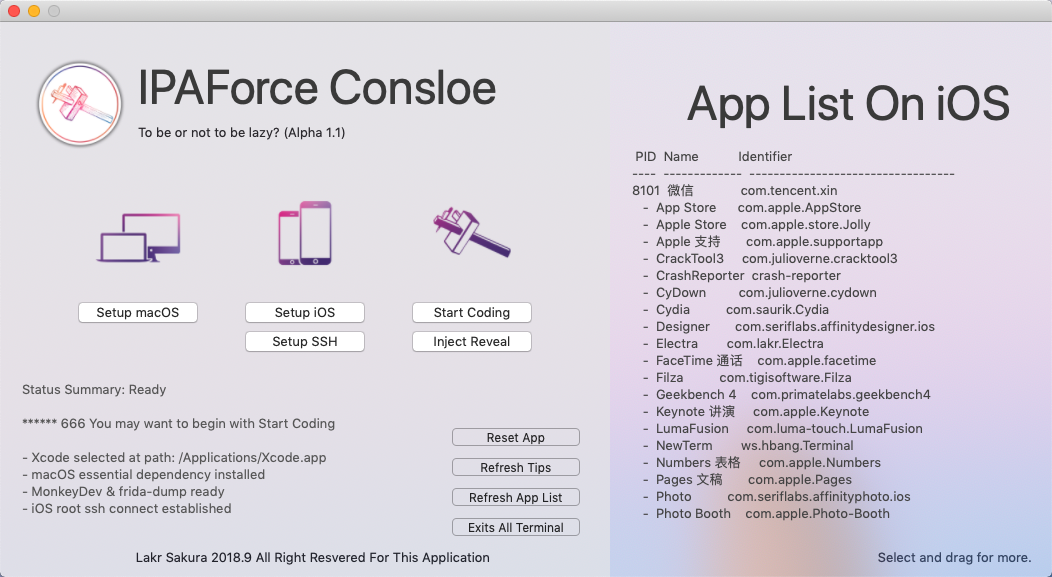 IPAForce Consloe
To be or not to be lazy? (Alpha 1.1)
Setup macOS
Setup iOS
Start Coding
Setup SSH
Inject Reveal
Status Summary: Ready
****** 666 You may want to begin with Start Coding
- Xcode selected at path: /Applications/Xcode.app
- macOS essential dependency installed
- MonkeyDev & frida-dump ready
- iOS root ssh connect established
Reset App
Refresh Tips
Refresh App List
Exits All Terminal
Lakr Sakura 2018.9 All Right Resvered For This Application
App List On iOS
PID Name Identifier
---- ------------- ----------------------------------
8101 微信 com.tencent.xin
- App Store com.apple.AppStore
- Apple Store com.apple.store.Jolly
- Apple 支持 com.apple.supportapp
- CrackTool3 com.julioverne.cracktool3
- CrashReporter crash-reporter
- CyDown com.julioverne.cydown
- Cydia com.saurik.Cydia
- Designer com.seriflabs.affinitydesigner.ios
- Electra com.lakr.Electra
- FaceTime 通话 com.apple.facetime
- Filza com.tigisoftware.Filza
- Geekbench 4 com.primatelabs.geekbench4
- Keynote 讲演 com.apple.Keynote
- LumaFusion com.luma-touch.LumaFusion
- NewTerm ws.hbang.Terminal
- Numbers 表格 com.apple.Numbers
- Pages 文稿 com.apple.Pages
- Photo com.seriflabs.affinityphoto.ios
- Photo Booth com.apple.Photo-Booth
Select and drag for more.